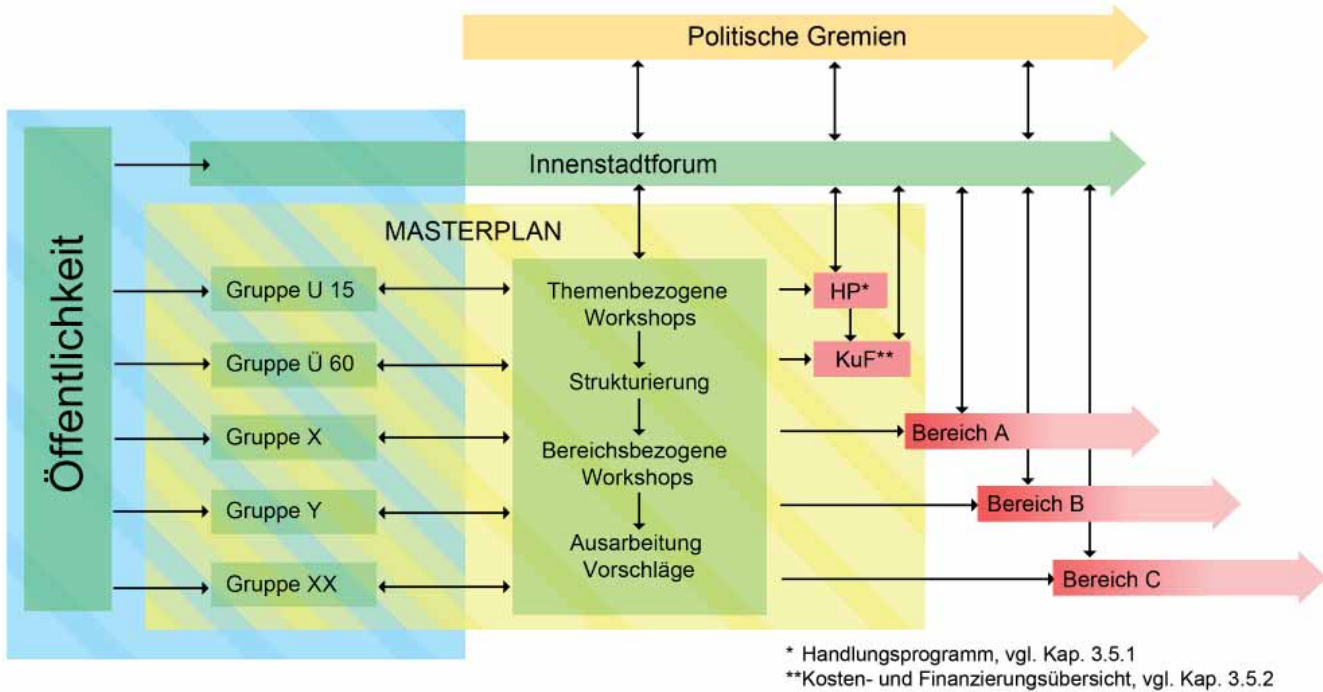 Politische Gremien
Innenstadtforum
Öffentlichkeit
MASTERPLAN
Gruppe U 15
Gruppe Ü 60
Gruppe X
Gruppe Y
Gruppe XX
Themenbezogene
Workshops
Strukturierung
Bereichsbezogene
Workshops
Ausarbeitung
Vorschläge
HP*
KuF**
Bereich A
Bereich B
Bereich C
* Handlungsprogramm, vgl. Kap. 3.5.1
**Kosten- und Finanzierungsübersicht, vgl. Kap. 3.5.2